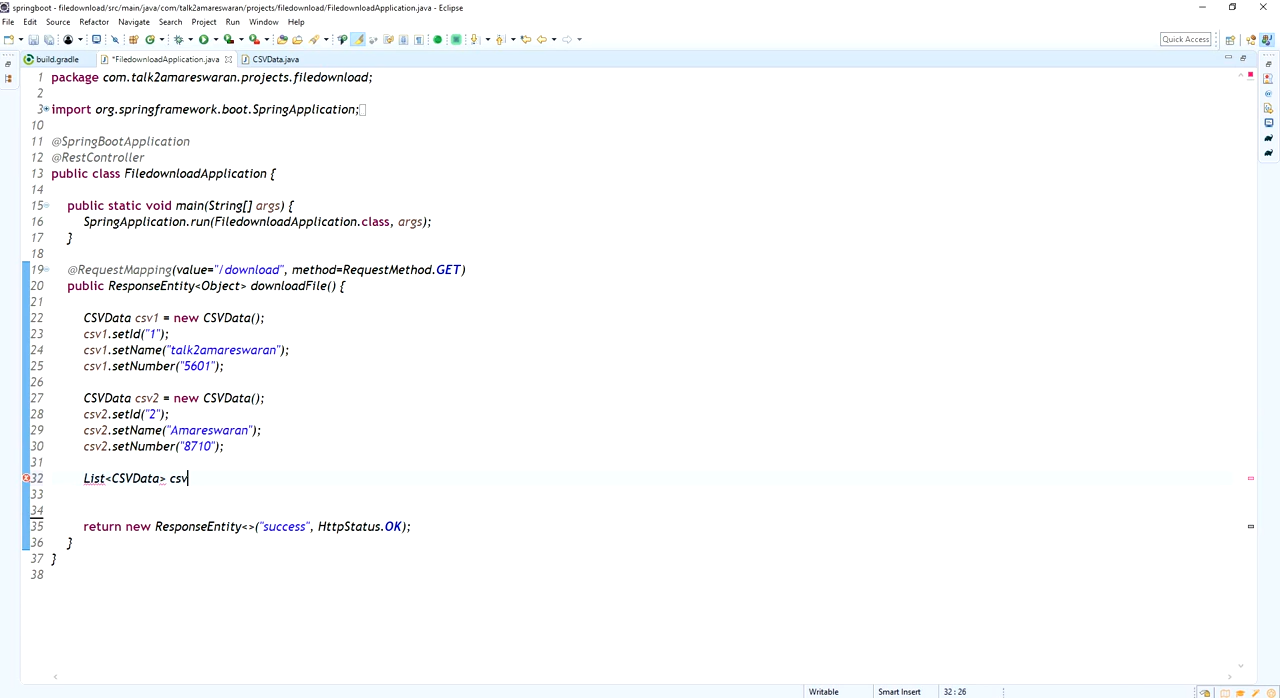 springboot - filedownload/src/main/java/com/talk2amareswaran/projects/filedownload/FiledownloadApplication.java - Eclipse
File Edit Source Refactor Navigate Search Project Run Window Help
Quick Access
build.gradle *FiledownloadApplication.java CSVData.java
1 package com.talk2amareswaran.projects.filedownload;
2
3 import org.springframework.boot.SpringApplication;
10
11 @SpringBootApplication
12 @RestController
13 public class FiledownloadApplication {
14
15 public static void main(String[] args) {
16 SpringApplication.run(FiledownloadApplication.class, args);
17 }
18
19 @RequestMapping(value="/download", method=RequestMethod.GET)
20 public ResponseEntity<Object> downloadFile() {
21
22 CSVData csv1 = new CSVData();
23 csv1.setId("1");
24 csv1.setName("talk2amareswaran");
25 csv1.setNumber("5601");
26
27 CSVData csv2 = new CSVData();
28 csv2.setId("2");
29 csv2.setName("Amareswaran");
30 csv2.setNumber("8710");
31
32 List<CSVData> csv
33
34
35 return new ResponseEntity<>("success", HttpStatus.OK);
36 }
37 }
38
Writable Smart Insert 32 : 26